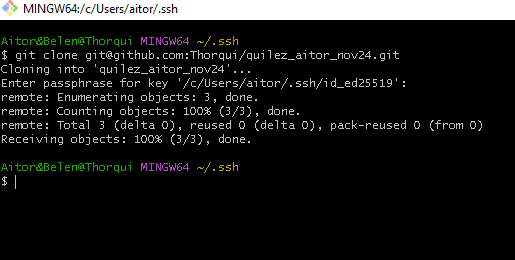 MINGW64:/c/Users/aitor/.ssh
Aitor&Belen@Thorqui MINGW64 ~/.ssh
$ git clone git@github.com:Thorqui/quilez_aitor_nov24.git
Cloning into 'quilez_aitor_nov24'...
Enter passphrase for key '/c/Users/aitor/.ssh/id_ed25519':
remote: Enumerating objects: 3, done.
remote: Counting objects: 100% (3/3), done.
remote: Total 3 (delta 0), reused 0 (delta 0), pack-reused 0 (from 0)
Receiving objects: 100% (3/3), done.
Aitor&Belen@Thorqui MINGW64 ~/.ssh
$